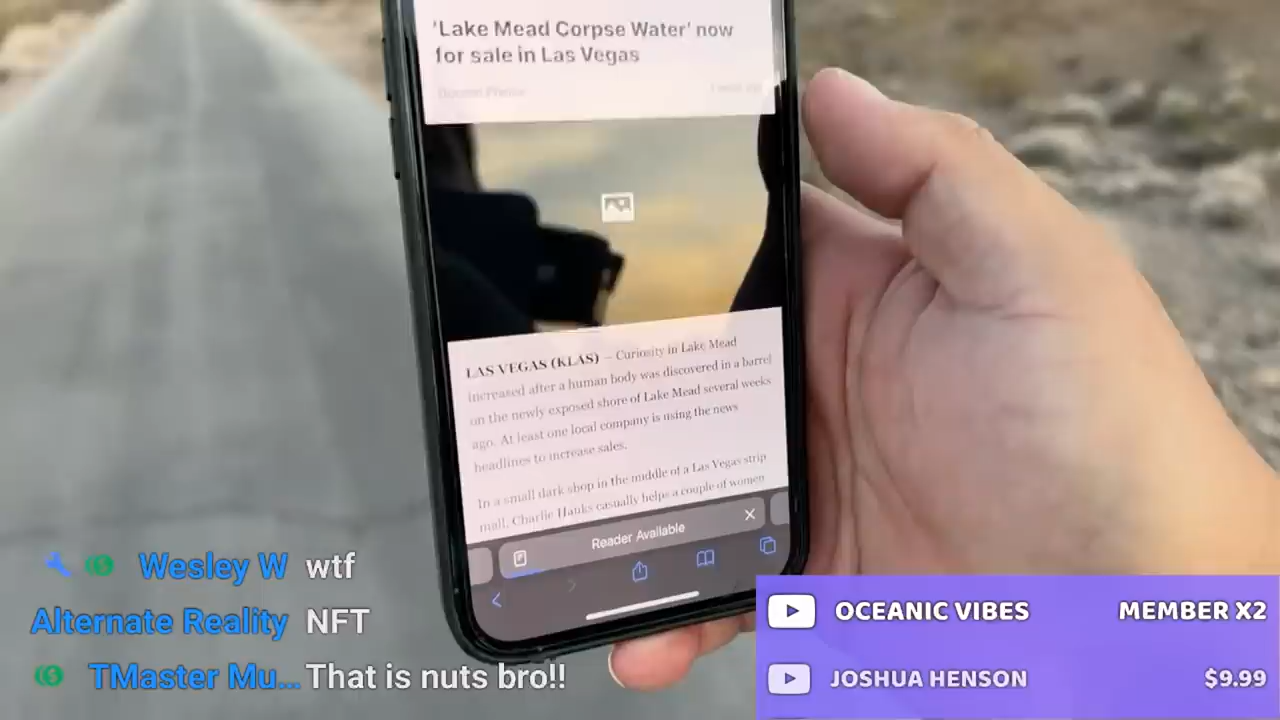 'Lake Mead Corpse Water' now
for sale in Las Vegas
LAS VEGAS (KLAS) – Curiosity in Lake Mead
increased after a human body was discovered in a barrel
on the newly exposed shore of Lake Mead several weeks
ago. At least one local company is using the news
headlines to increase sales.
In a small dark shop in the middle of a Las Vegas strip
mall, Charlie Hanks casually helps a couple of women
Reader Available
Wesley W wtf
Alternate Reality NFT
TMaster Mu... That is nuts bro!!
OCEANIC VIBES MEMBER X2
JOSHUA HENSON $9.99